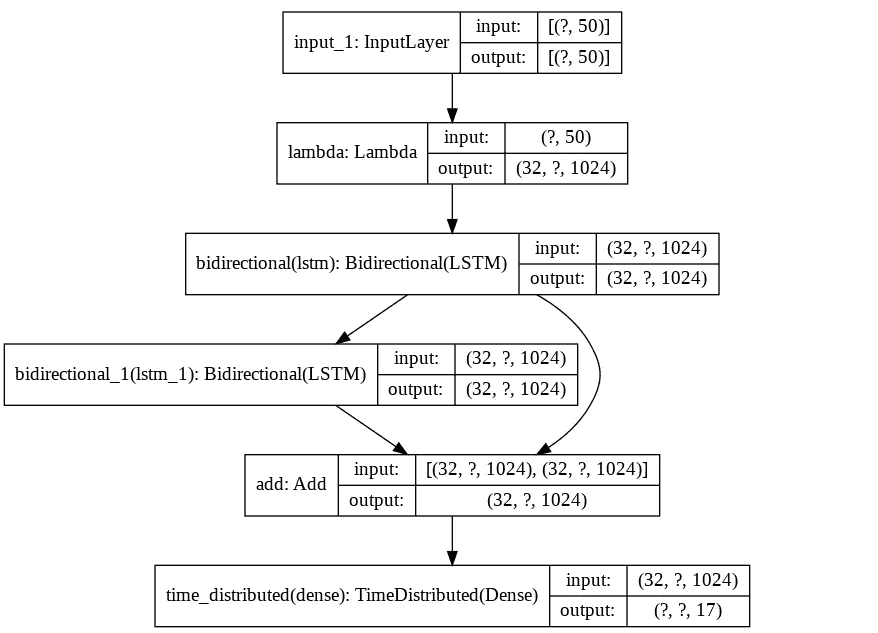 input_1: InputLayer
input: [(?, 50)]
output: [(?, 50)]
lambda: Lambda
input: (?, 50)
output: (32, ?, 1024)
bidirectional(lstm): Bidirectional(LSTM)
input: (32, ?, 1024)
output: (32, ?, 1024)
bidirectional_1(lstm_1): Bidirectional(LSTM)
input: (32, ?, 1024)
output: (32, ?, 1024)
add: Add
input: [(32, ?, 1024), (32, ?, 1024)]
output: (32, ?, 1024)
time_distributed(dense): TimeDistributed(Dense)
input: (32, ?, 1024)
output: (?, ?, 17)